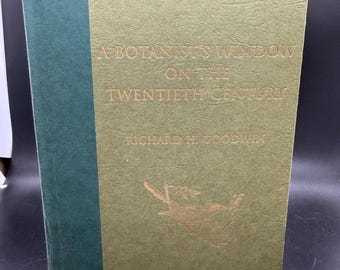 A BOTANIST'S WINDOW
ON THE
TWENTIETH CENTURY
RICHARD H. GOODWIN